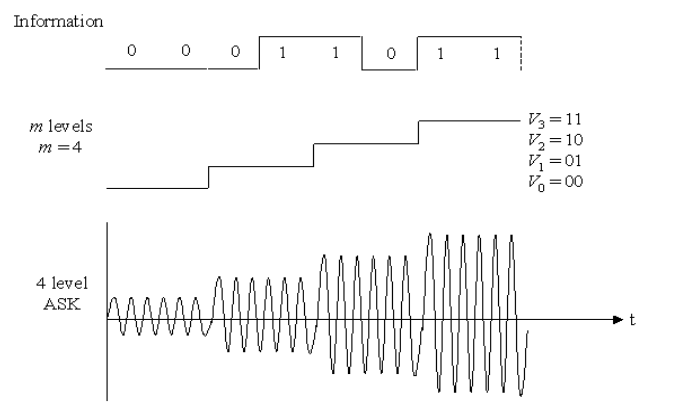 Information
0 0 0 1 1 0 1 1
m levels
m = 4
V3 = 11
V2 = 10
V1 = 01
V0 = 00
4 level
ASK
t